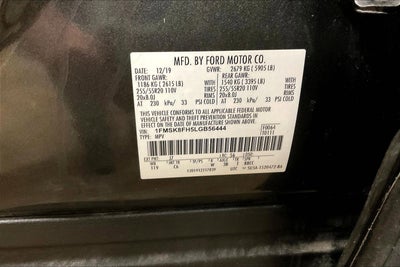 MFD. BY FORD MOTOR CO.
DATE: 12/19 GVWR: 2679 KG ( 5905 LB)
FRONT GAWR: REAR GAWR:
1186 KG ( 2615 LB) 1540 KG ( 3395 LB)
255/55R20 110V TIRES 255/55R20 110V TIRES
20x8.0J RIMS 20x8.0J RIMS
AT 230 kPa/ 33 PSI COLD AT 230 kPa/ 33 PSI COLD
THIS VEHICLE CONFORMS TO ALL APPLICABLE FEDERAL MOTOR
VEHICLE SAFETY AND THEFT PREVENTION STANDARDS IN
EFFECT ON THE DATE OF MANUFACTURE SHOWN ABOVE.
VIN: 1FMSK8FH5LGB56444
TYPE: MPV
119
UTC